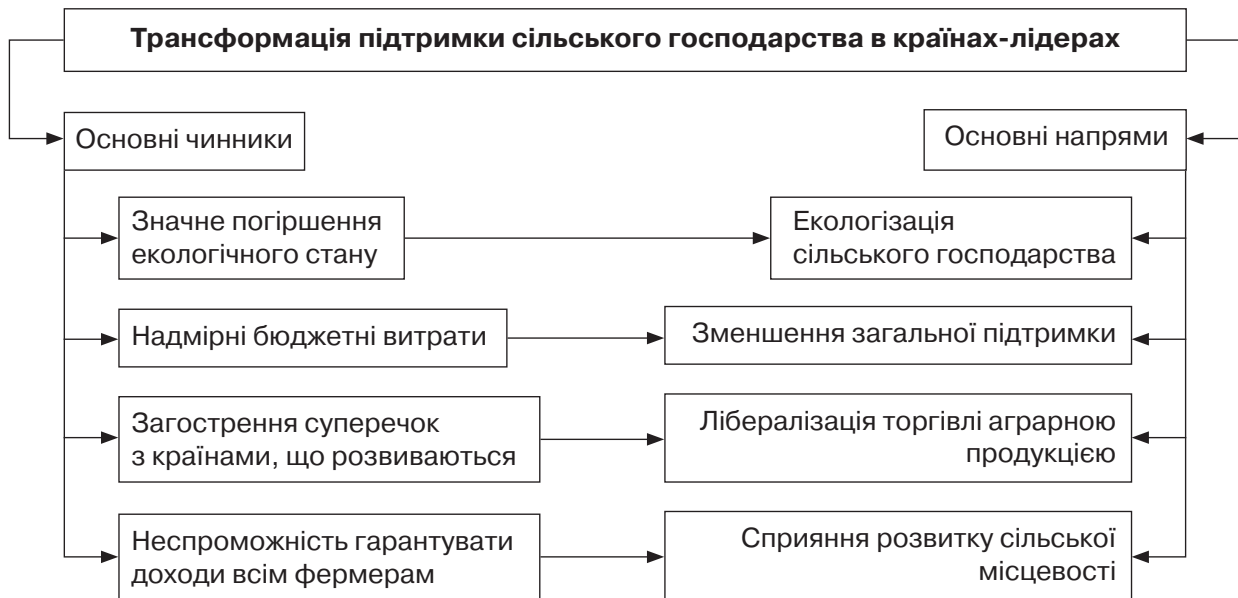 Трансформація підтримки сільського господарства в країнах-лідерах
Основні чинники
Основні напрями
Значне погіршення
екологічного стану
Екологізація
сільського господарства
Надмірні бюджетні витрати
Зменшення загальної підтримки
Загострення суперечок
з країнами, що розвиваються
Лібералізація торгівлі аграрною
продукцією
Неспроможність гарантувати
доходи всім фермерам
Сприяння розвитку сільської
місцевості